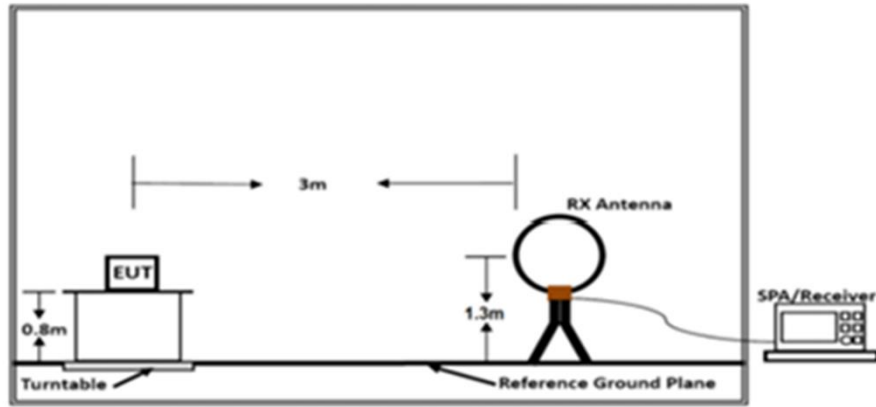 3m
RX Antenna
EUT
SPA/Receiver
0.8m
1.3m
Turntable
Reference Ground Plane